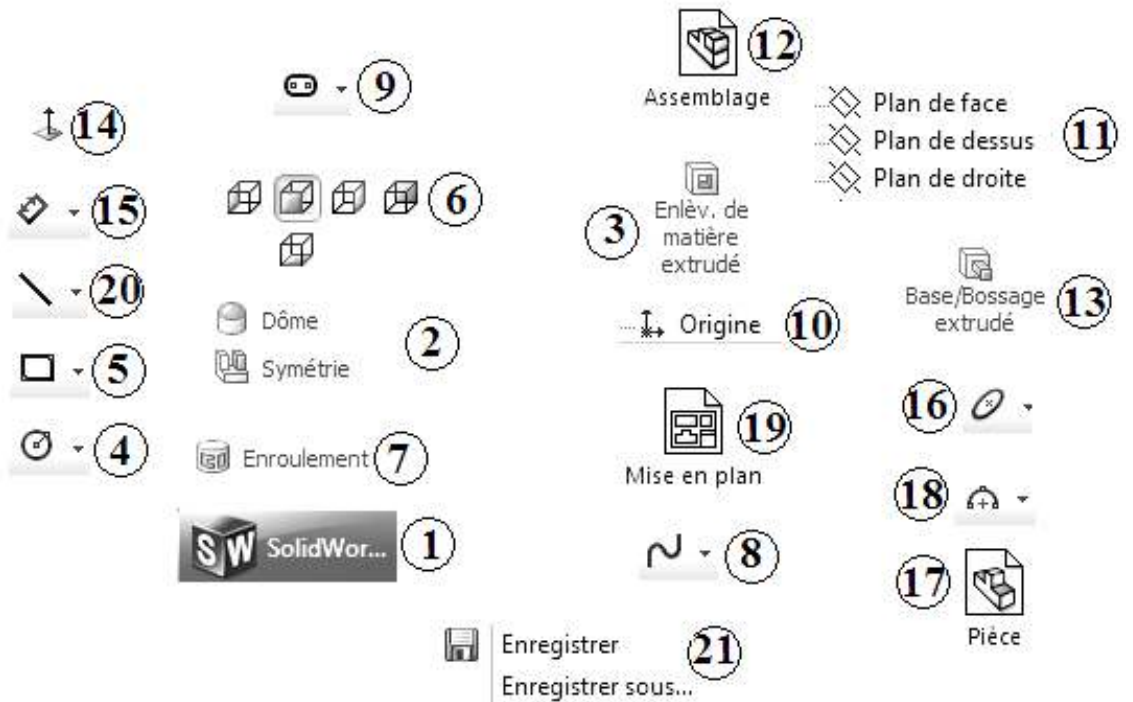 12
Assemblage
9
14
Plan de face
Plan de dessus
Plan de droite
11
15
6
3
Enlèv. de
matière
extrudé
20
Base/Bossage
extrudé
13
Dôme
Symétrie
2
Origine
10
5
16
4
Enroulement
7
19
Mise en plan
18
SW
SolidWor...
1
8
17
Pièce
Enregistrer
Enregistrer sous...
21